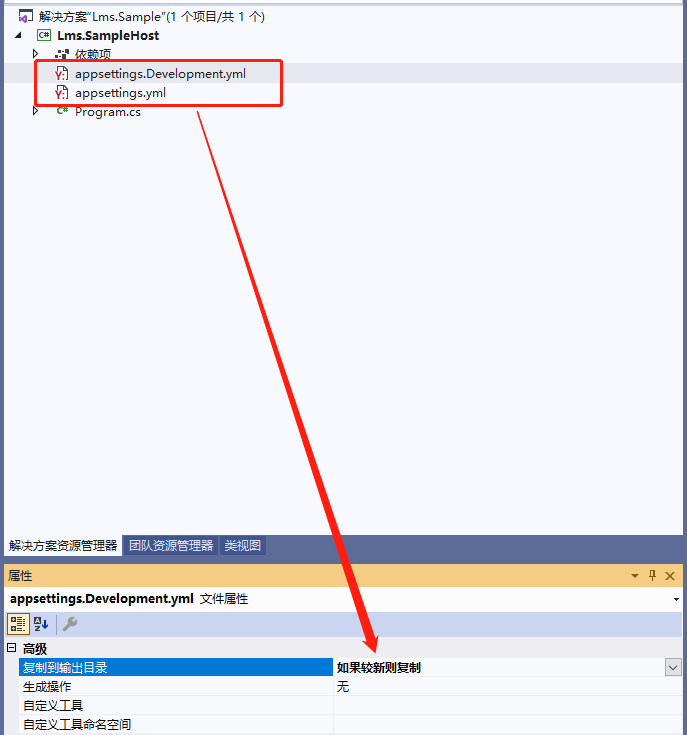 解决方案"Lms.Sample"(1 个项目/共 1 个)
C# Lms.SampleHost
依赖项
Y: appsettings.Development.yml
Y: appsettings.yml
C# Program.cs
解决方案资源管理器 团队资源管理器 类视图
属性
appsettings.Development.yml 文件属性
高级
复制到输出目录 如果较新则复制
生成操作 无
自定义工具
自定义工具命名空间